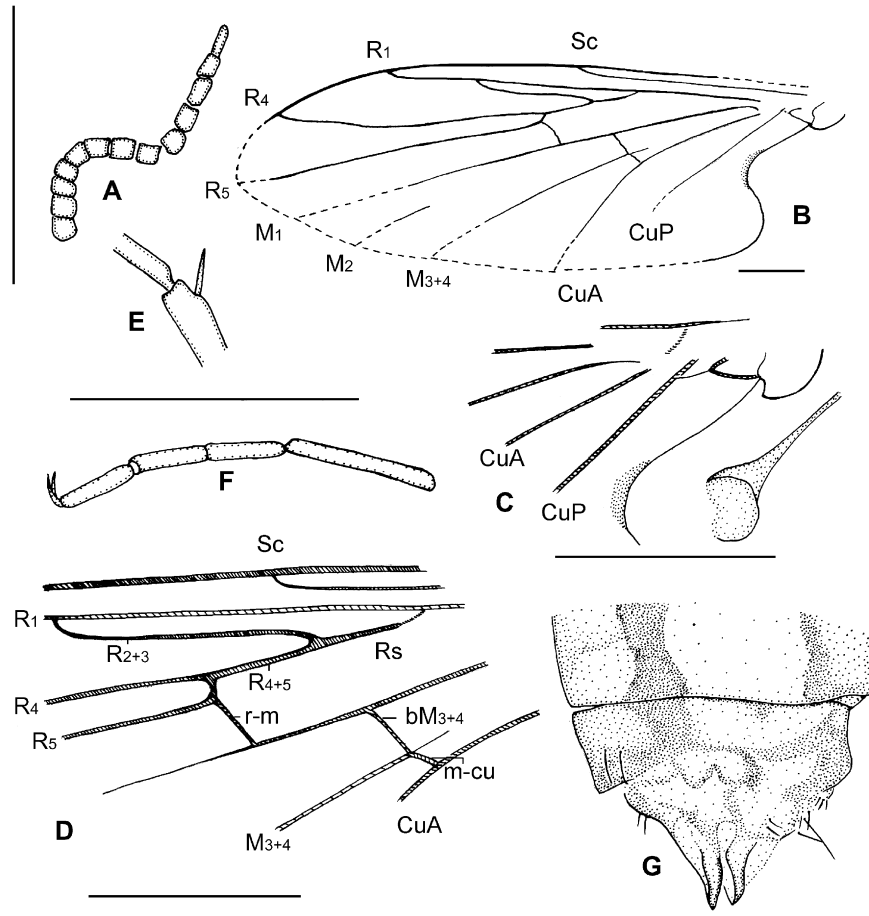 A
R1
Sc
R4
R5
M1
M2
M3+4
CuA
CuP
B
E
CuA
CuP
C
F
Sc
R1
R2+3
Rs
R4+5
R4
R5
r-m
bM3+4
m-cu
M3+4
CuA
D
G